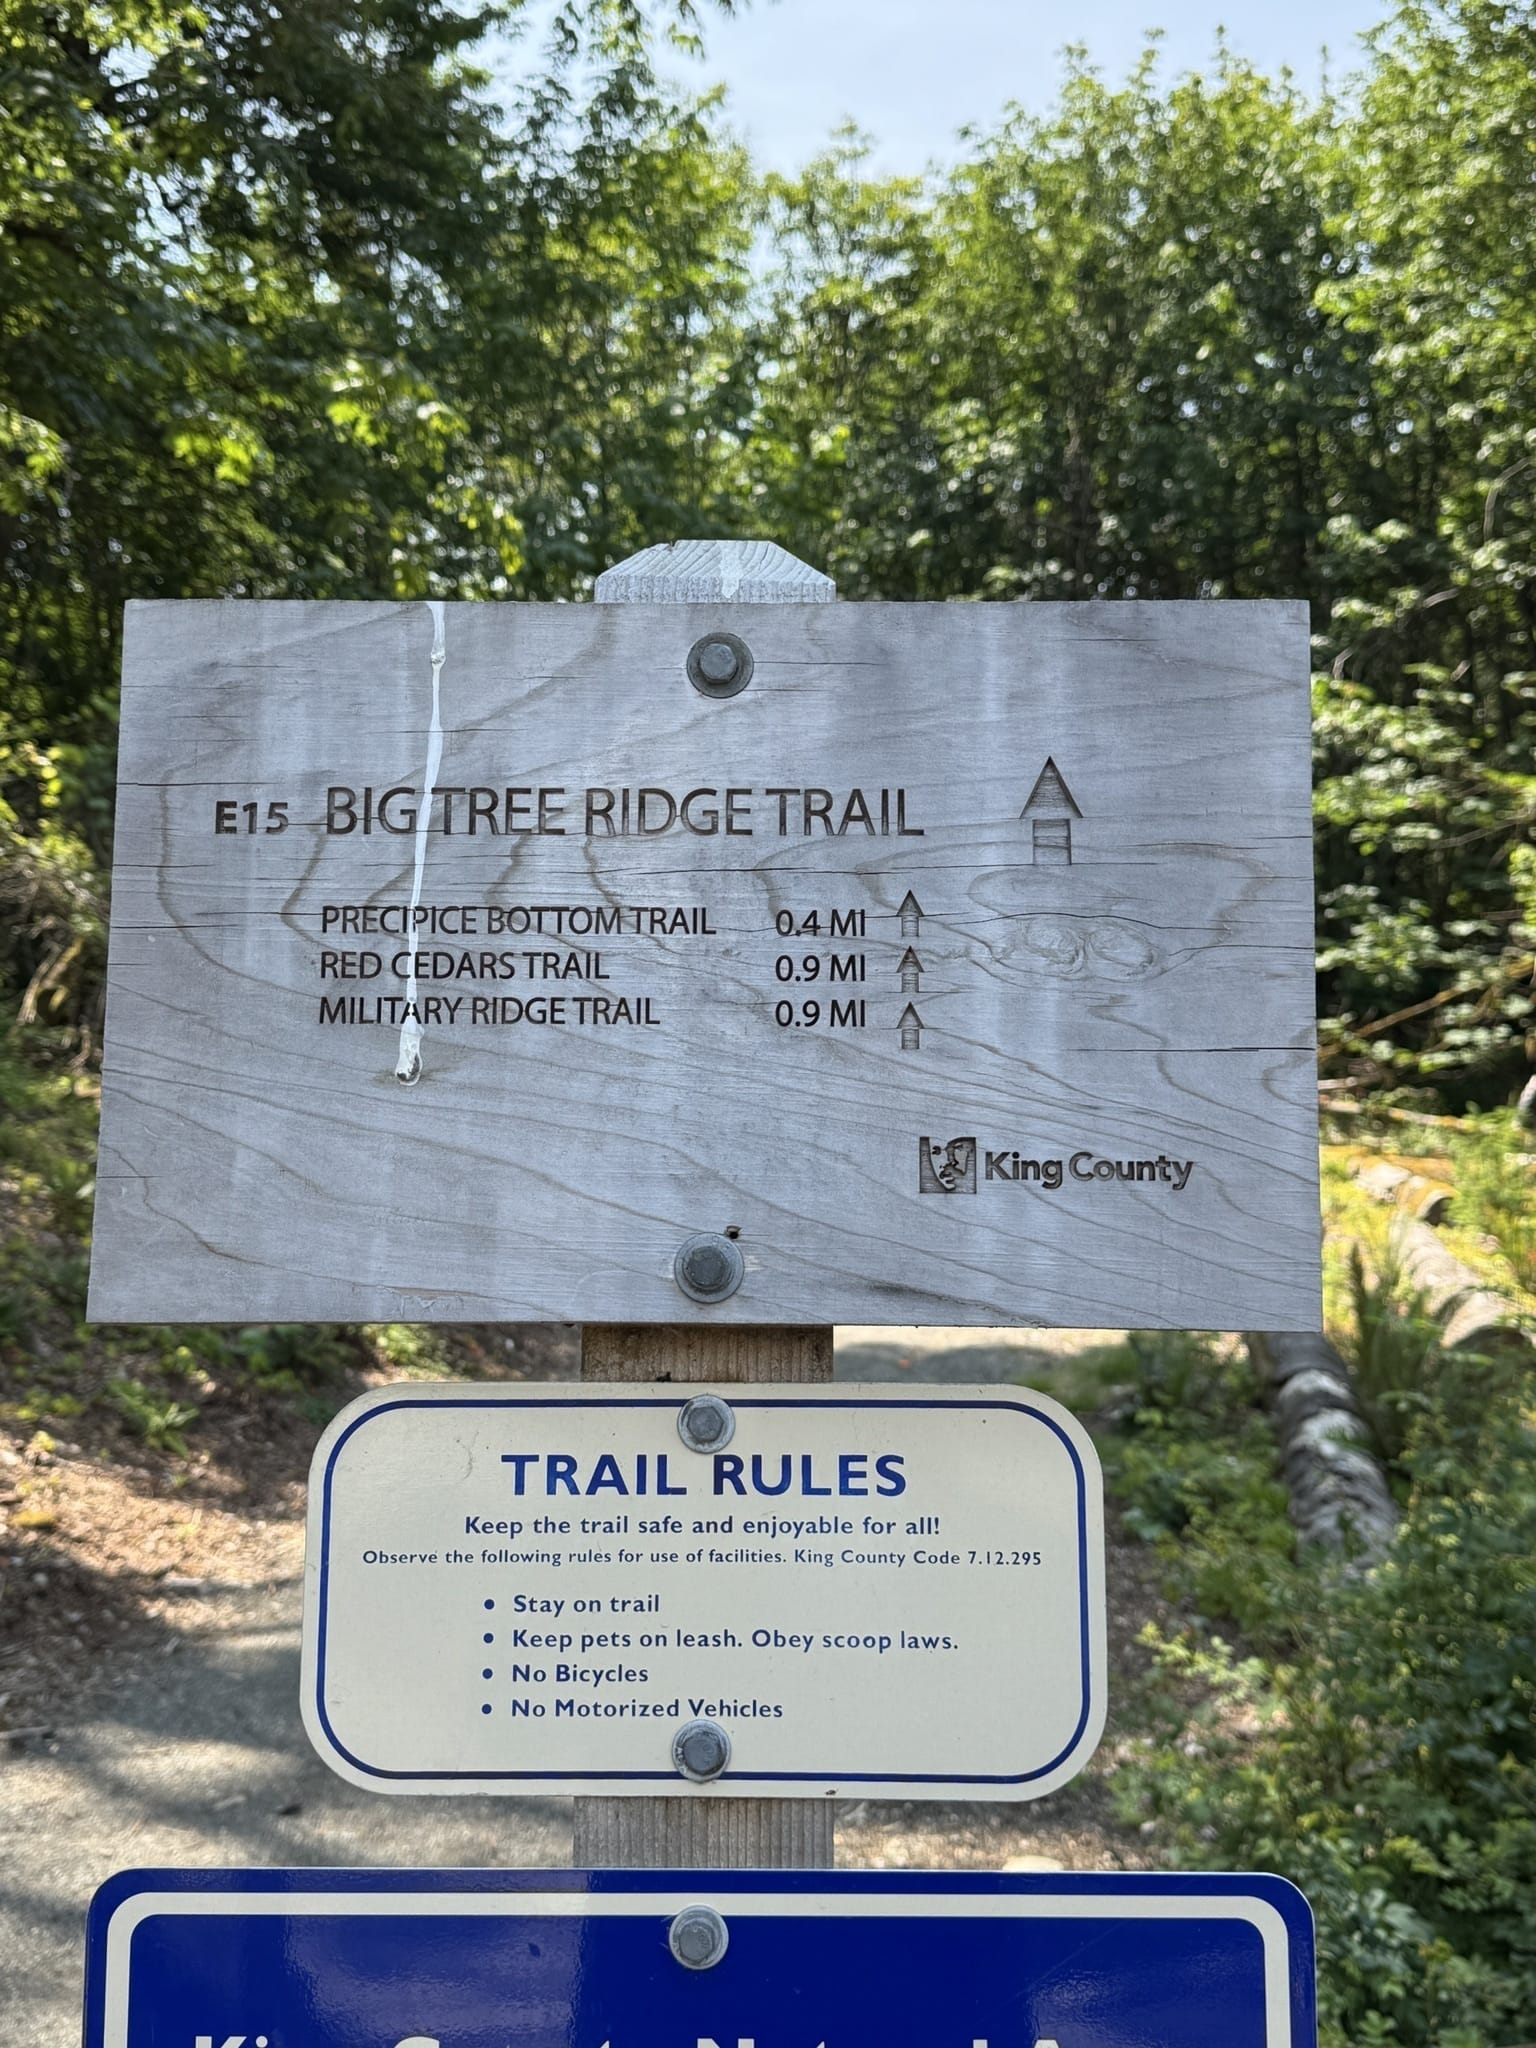 E15 BIG TREE RIDGE TRAIL
PRECIPICE BOTTOM TRAIL 0.4 MI
RED CEDARS TRAIL 0.9 MI
MILITARY RIDGE TRAIL 0.9 MI
King County
TRAIL RULES
Keep the trail safe and enjoyable for all!
Observe the following rules for use of facilities. King County Code 7.12.295
• Stay on trail
• Keep pets on leash. Obey scoop laws.
• No Bicycles
• No Motorized Vehicles